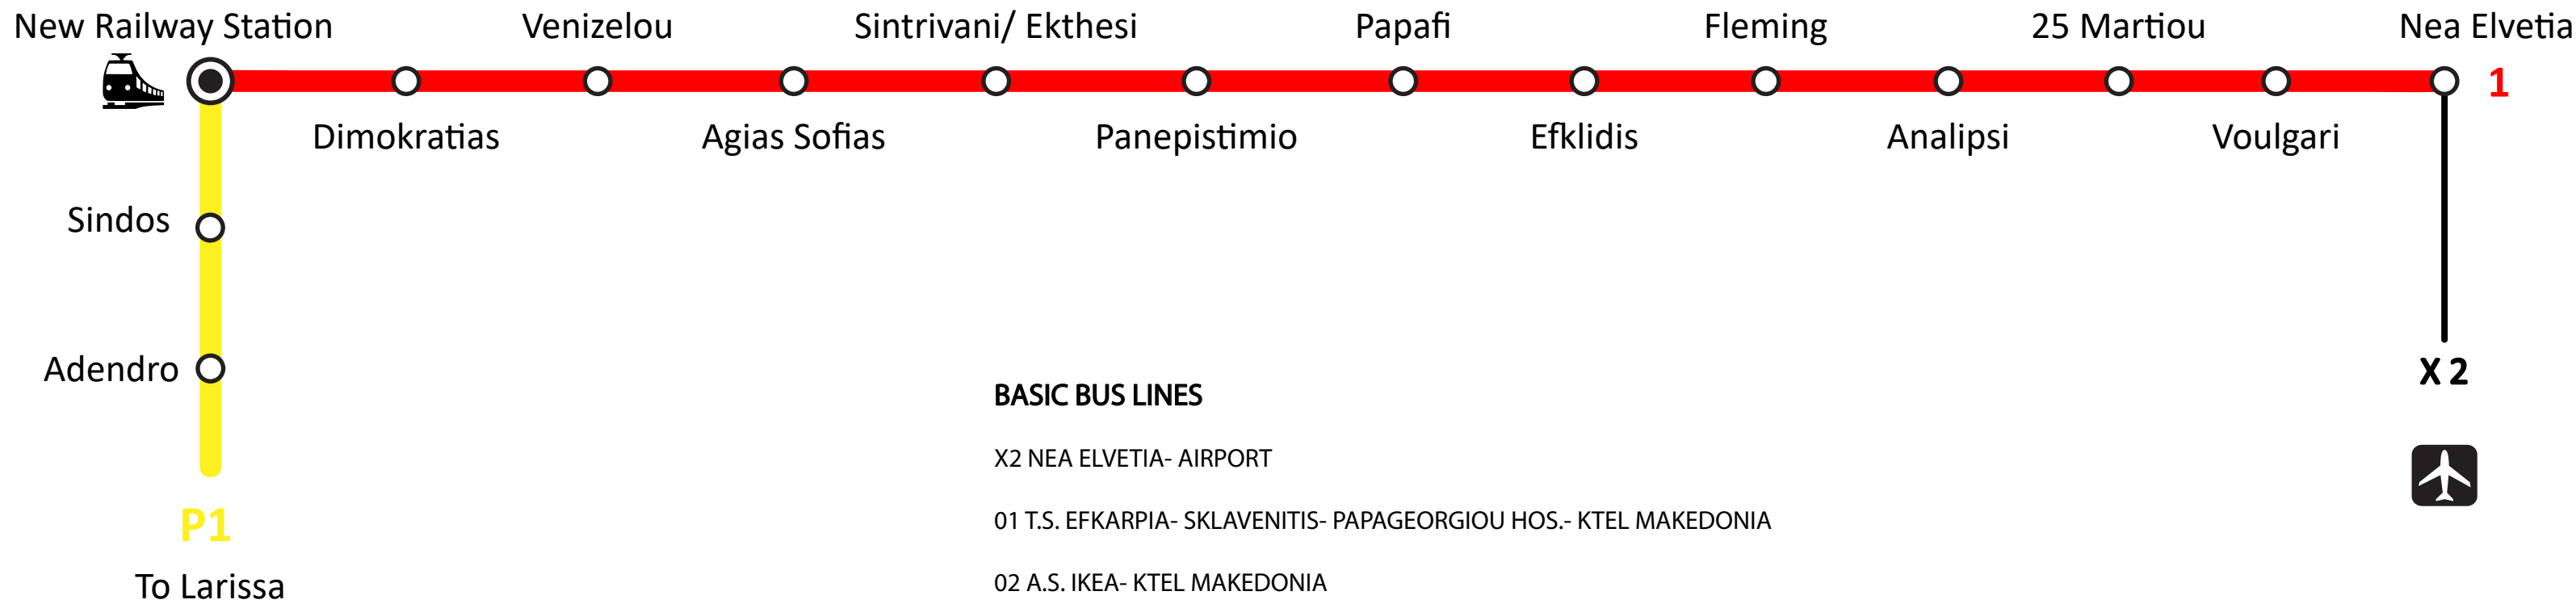 New Railway Station
Venizelou
Sintrivani/ Ekthesi
Papafi
Fleming
25 Martiou
Nea Elvetia
1
Dimokratias
Agias Sofias
Panepistimio
Efklidis
Analipsi
Voulgari
Sindos
Adendro
P1
To Larissa
X 2
BASIC BUS LINES
X2 NEA ELVETIA- AIRPORT
01 T.S. EFKARPIA- SKLAVENITIS- PAPAGEORGIOU HOS.- KTEL MAKEDONIA
02 A.S. IKEA- KTEL MAKEDONIA